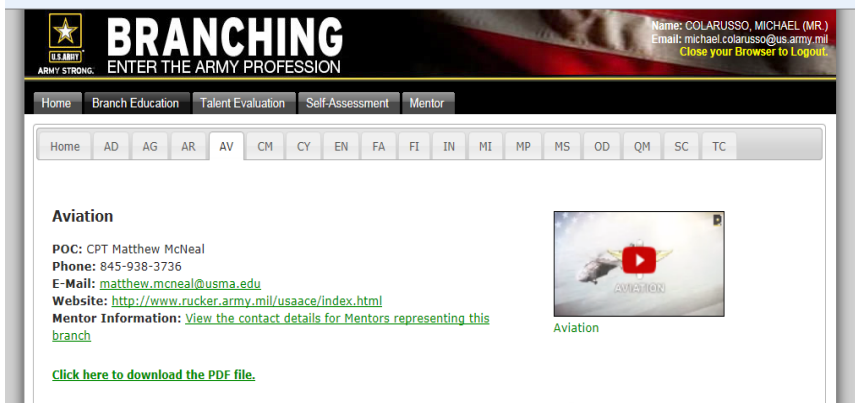 BRANCHING
ENTER THE ARMY PROFESSION
U.S.ARMY
ARMY STRONG.
Name: COLARUSSO, MICHAEL (MR.)
Email: michael.colarusso@us.army.mil
Close your Browser to Logout.
Home Branch Education Talent Evaluation Self-Assessment Mentor
Home AD AG AR AV CM CY EN FA FI IN MI MP MS OD QM SC TC
Aviation
POC: CPT Matthew McNeal
Phone: 845-938-3736
E-Mail: matthew.mcneal@usma.edu
Website: http://www.rucker.army.mil/usaace/index.html
Mentor Information: View the contact details for Mentors representing this
branch
Click here to download the PDF file.
AVIATION
Aviation